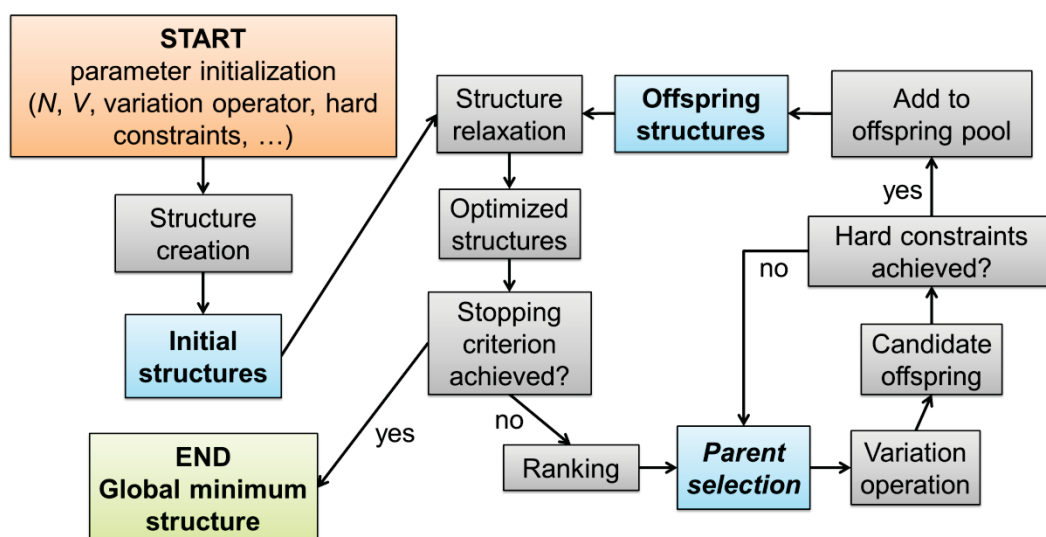 START
parameter initialization
(N, V, variation operator, hard
constraints, …)
Structure
creation
Initial
structures
Structure
relaxation
Optimized
structures
Stopping
criterion
achieved?
yes
END
Global minimum
structure
no
Ranking
Parent
selection
Variation
operation
Candidate
offspring
Hard constraints
achieved?
no
yes
Add to
offspring pool
Offspring
structures